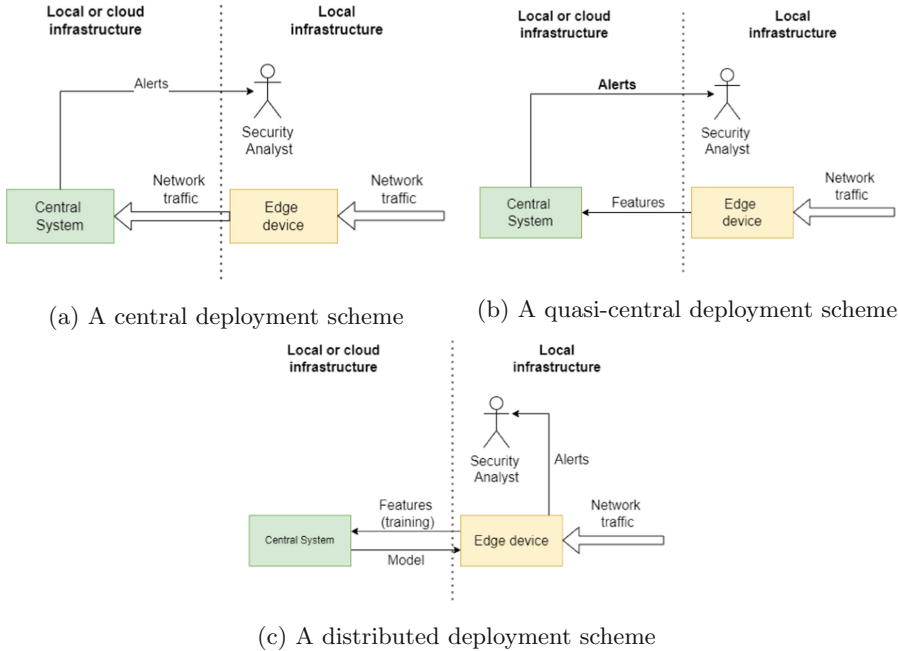 Local or cloud
infrastructure
Local
infrastructure
Alerts
Security
Analyst
Network
traffic
Network
traffic
Central
System
Edge
device
(a) A central deployment scheme
Local or cloud
infrastructure
Local
infrastructure
Alerts
Security
Analyst
Network
traffic
Features
Central
System
Edge
device
(b) A quasi-central deployment scheme
Local or cloud
infrastructure
Local
infrastructure
Security
Analyst
Alerts
Features
(training)
Network
traffic
Central System
Edge device
Model
(c) A distributed deployment scheme